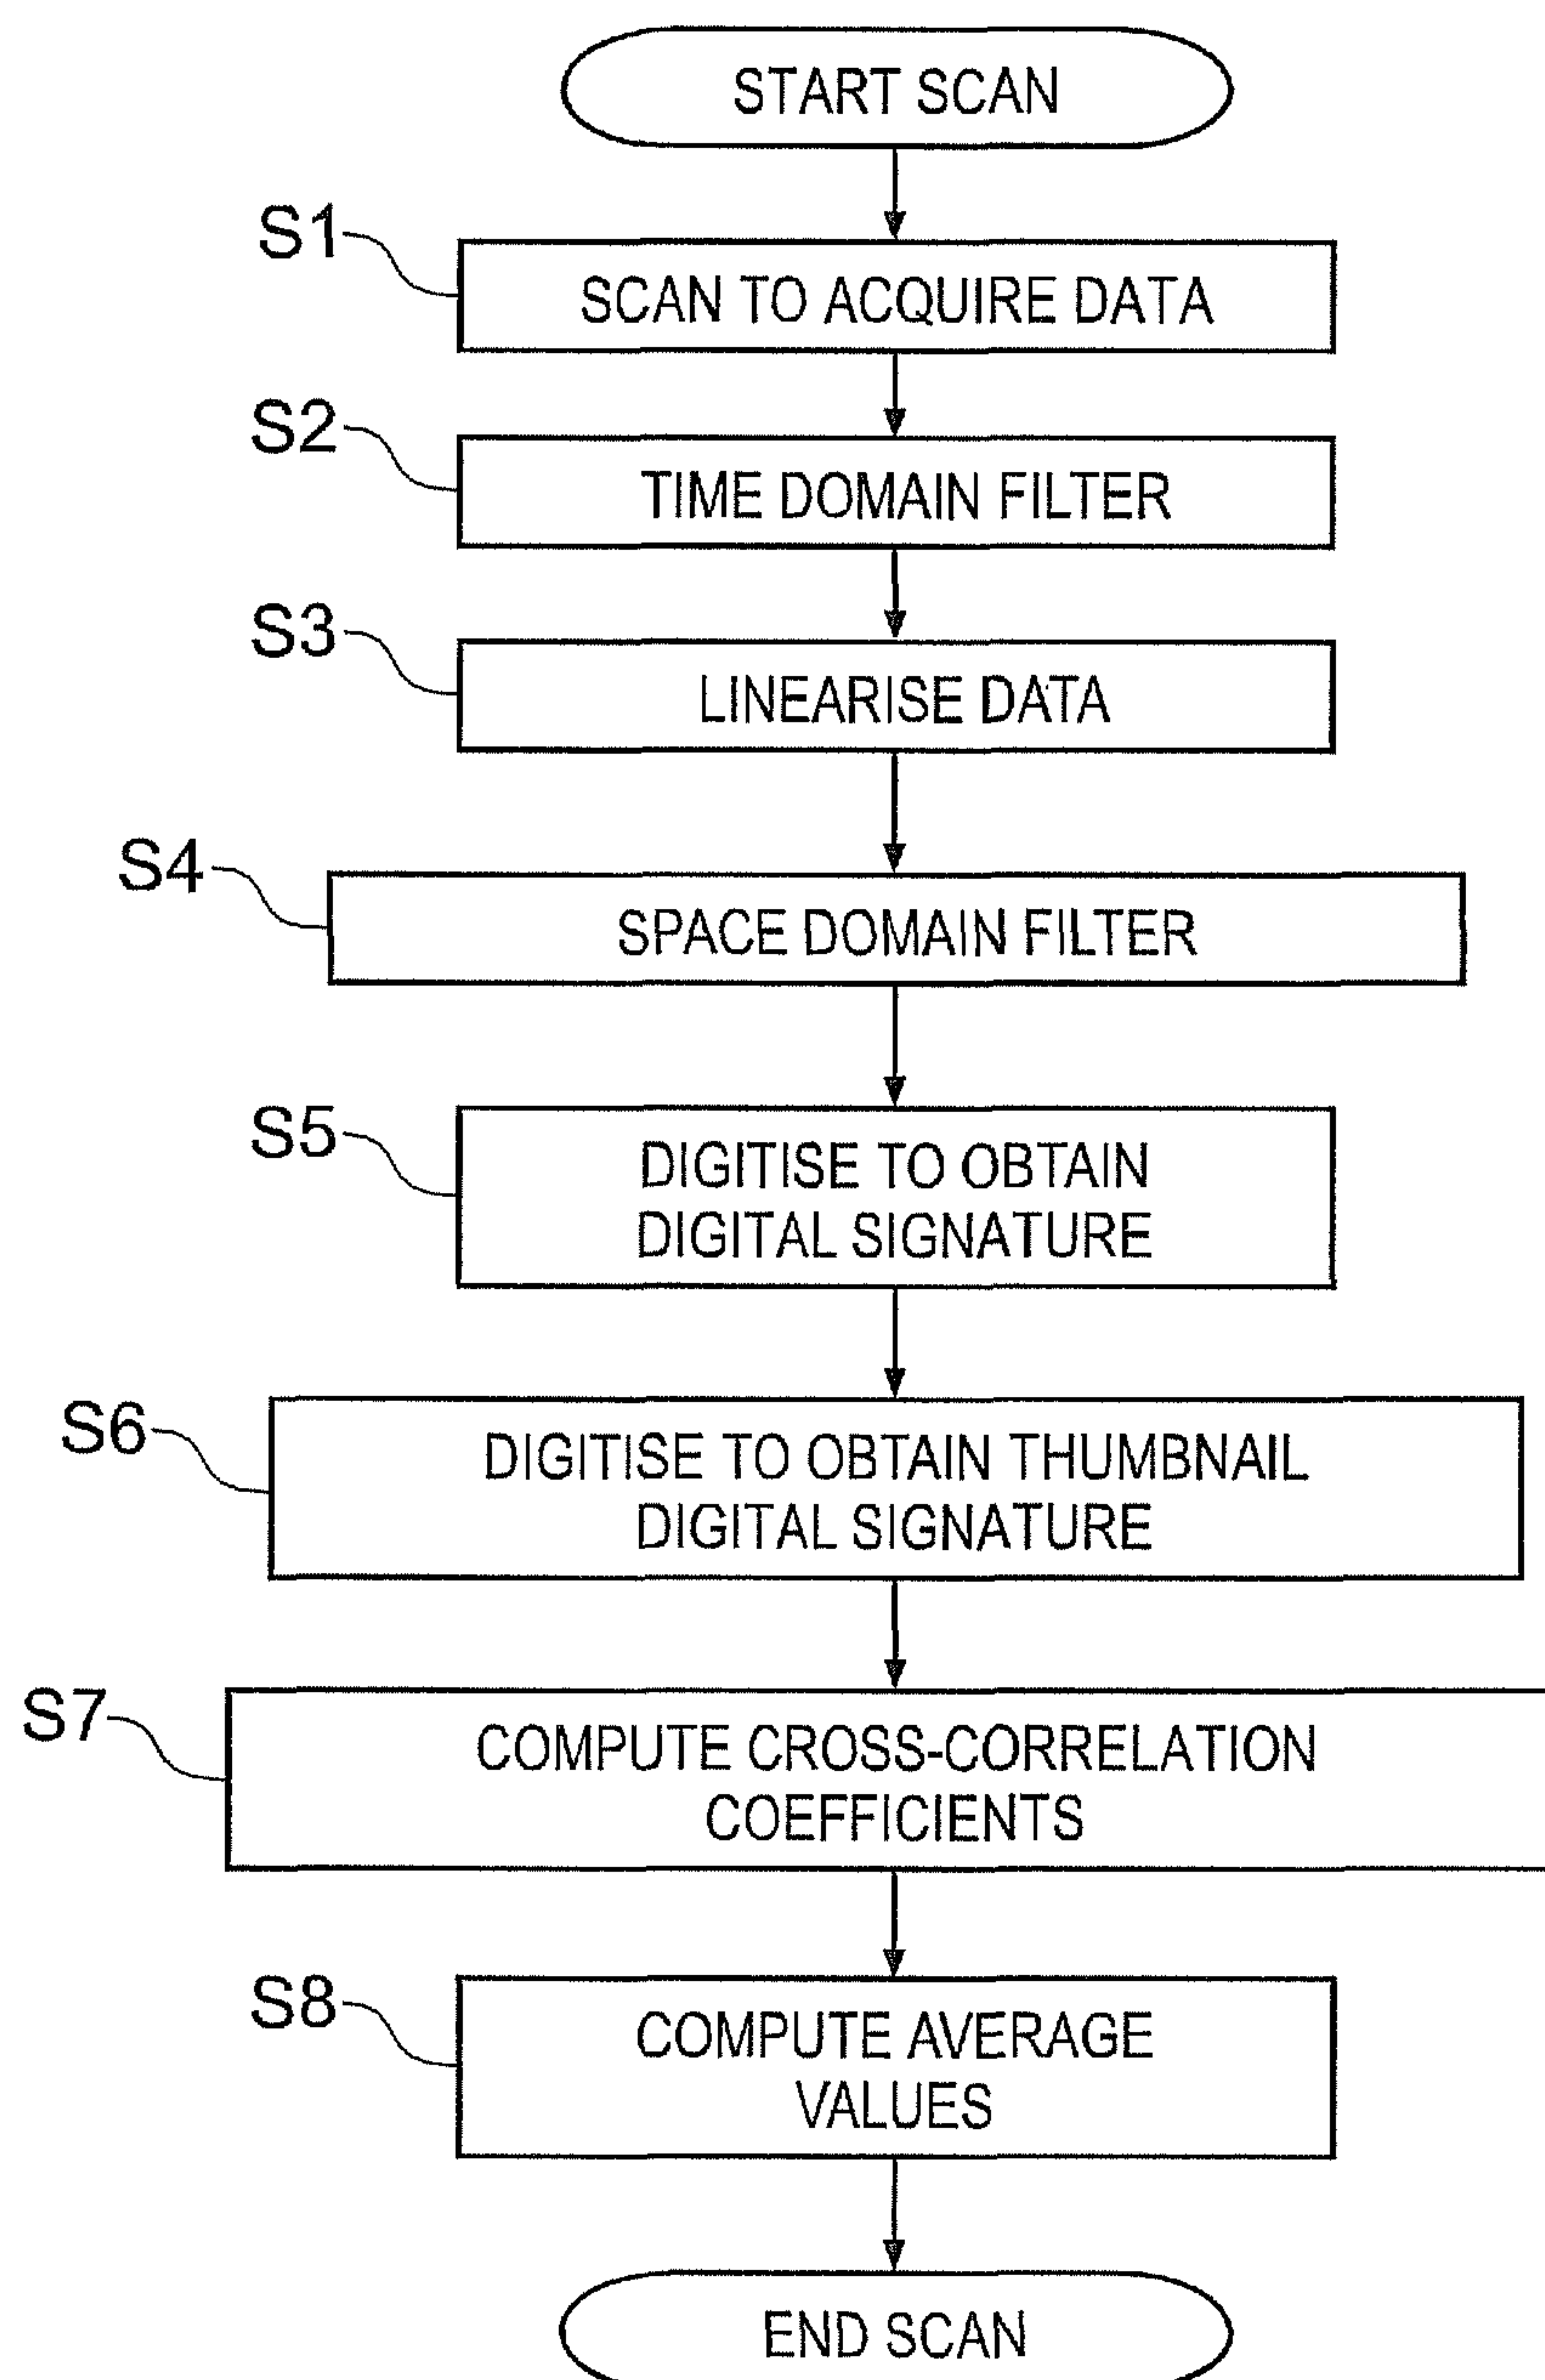 START SCAN
S1
SCAN TO ACQUIRE DATA
S2
TIME DOMAIN FILTER
S3
LINEARISE DATA
S4
SPACE DOMAIN FILTER
S5
DIGITISE TO OBTAIN
DIGITAL SIGNATURE
S6
DIGITISE TO OBTAIN THUMBNAIL
DIGITAL SIGNATURE
S7
COMPUTE CROSS-CORRELATION
COEFFICIENTS
S8
COMPUTE AVERAGE
VALUES
END SCAN